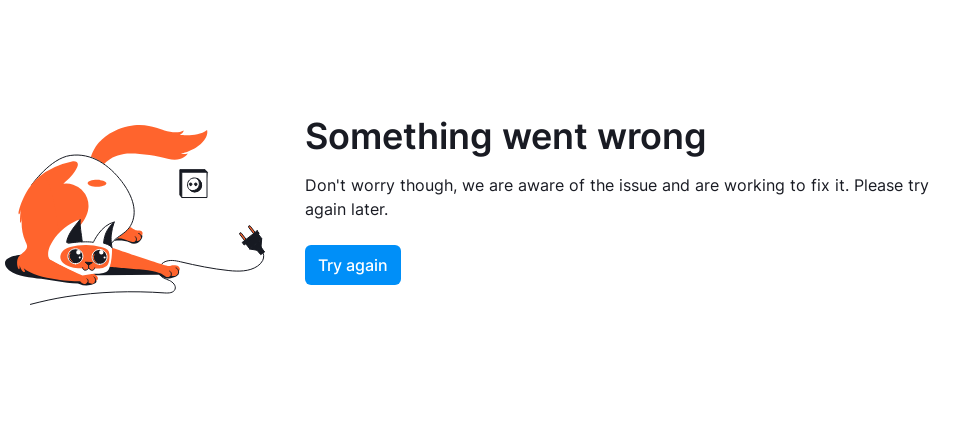 Something went wrong
Don't worry though, we are aware of the issue and are working to fix it. Please try
again later.
Try again